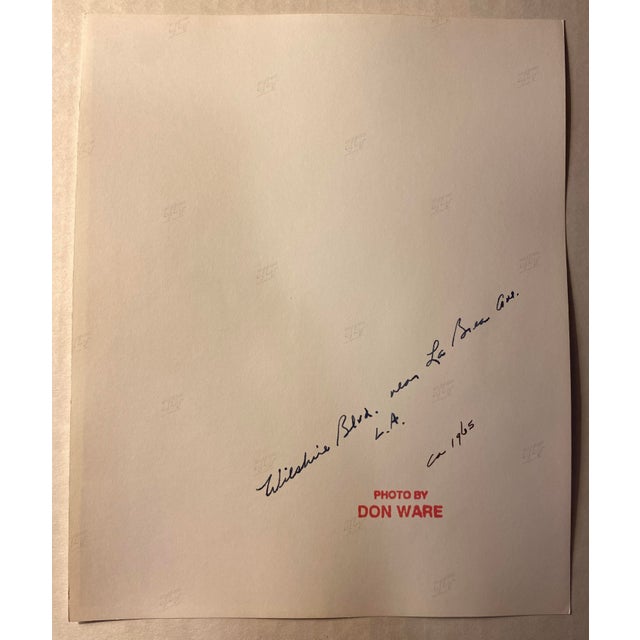 Wilshire Blvd. near La Brea Ave.
L.A.
ca 1965
PHOTO BY
DON WARE